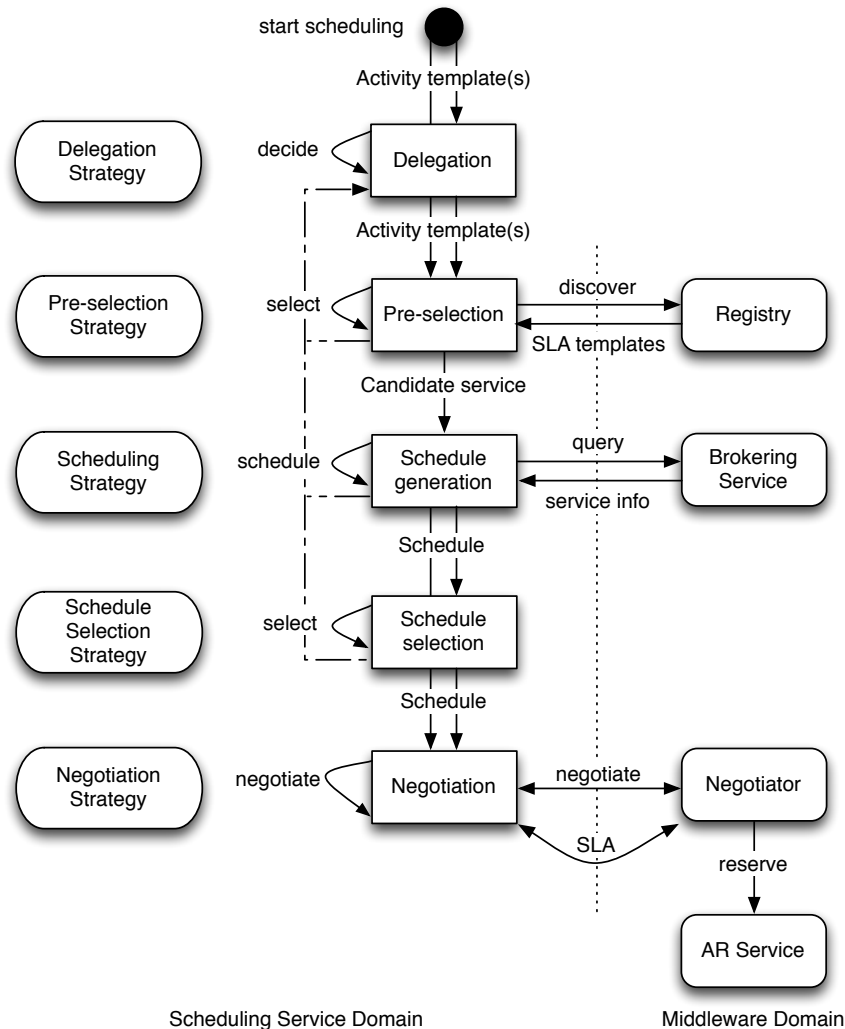 start scheduling
Activity template(s)
Delegation
Strategy
decide
Delegation
Activity template(s)
Pre-selection
Strategy
select
Pre-selection
discover
SLA templates
Registry
Candidate service
Scheduling
Strategy
schedule
Schedule
generation
query
service info
Brokering
Service
Schedule
Schedule
Selection
Strategy
select
Schedule
selection
Schedule
Negotiation
Strategy
negotiate
Negotiation
negotiate
Negotiator
SLA
reserve
AR Service
Scheduling Service Domain
Middleware Domain